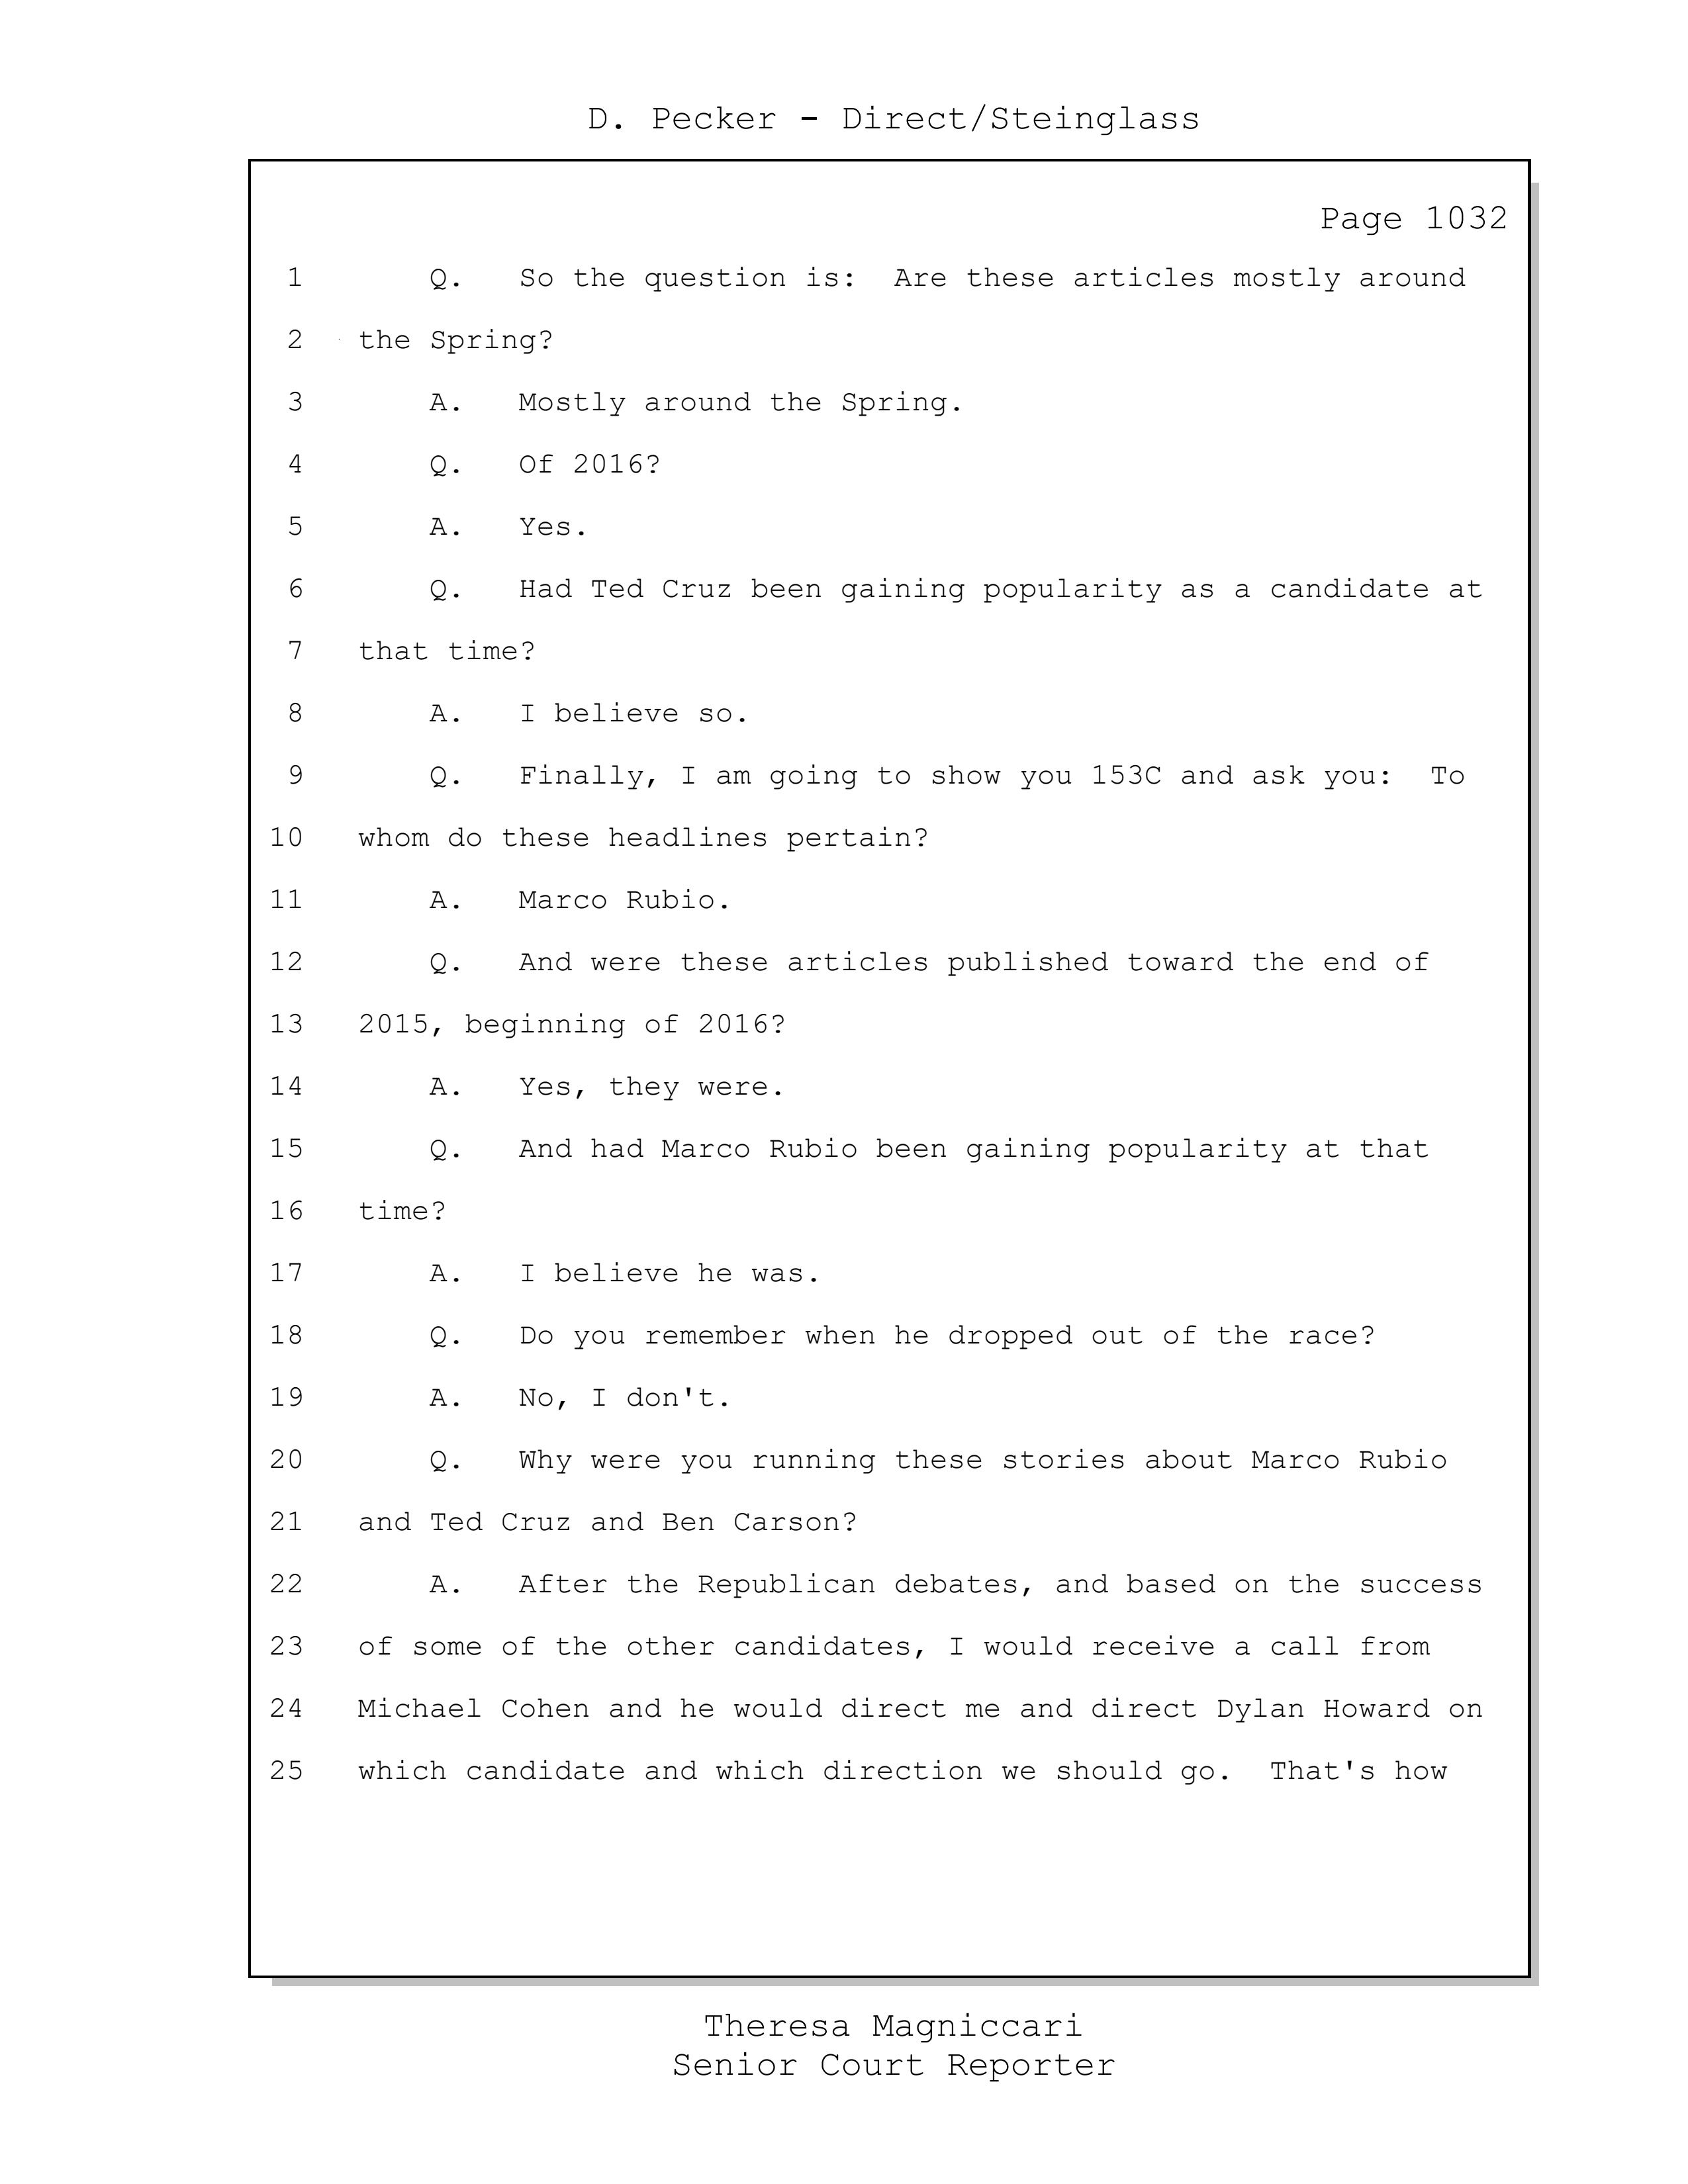 D. Pecker - Direct/Steinglass
Page 1032
1 Q. So the question is: Are these articles mostly around
2 the Spring?
3 A. Mostly around the Spring.
4 Q. Of 2016?
5 A. Yes.
6 Q. Had Ted Cruz been gaining popularity as a candidate at
7 that time?
8 A. I believe so.
9 Q. Finally, I am going to show you 153C and ask you: To
10 whom do these headlines pertain?
11 A. Marco Rubio.
12 Q. And were these articles published toward the end of
13 2015, beginning of 2016?
14 A. Yes, they were.
15 Q. And had Marco Rubio been gaining popularity at that
16 time?
17 A. I believe he was.
18 Q. Do you remember when he dropped out of the race?
19 A. No, I don't.
20 Q. Why were you running these stories about Marco Rubio
21 and Ted Cruz and Ben Carson?
22 A. After the Republican debates, and based on the success
23 of some of the other candidates, I would receive a call from
24 Michael Cohen and he would direct me and direct Dylan Howard on
25 which candidate and which direction we should go. That's how
Theresa Magniccari
Senior Court Reporter